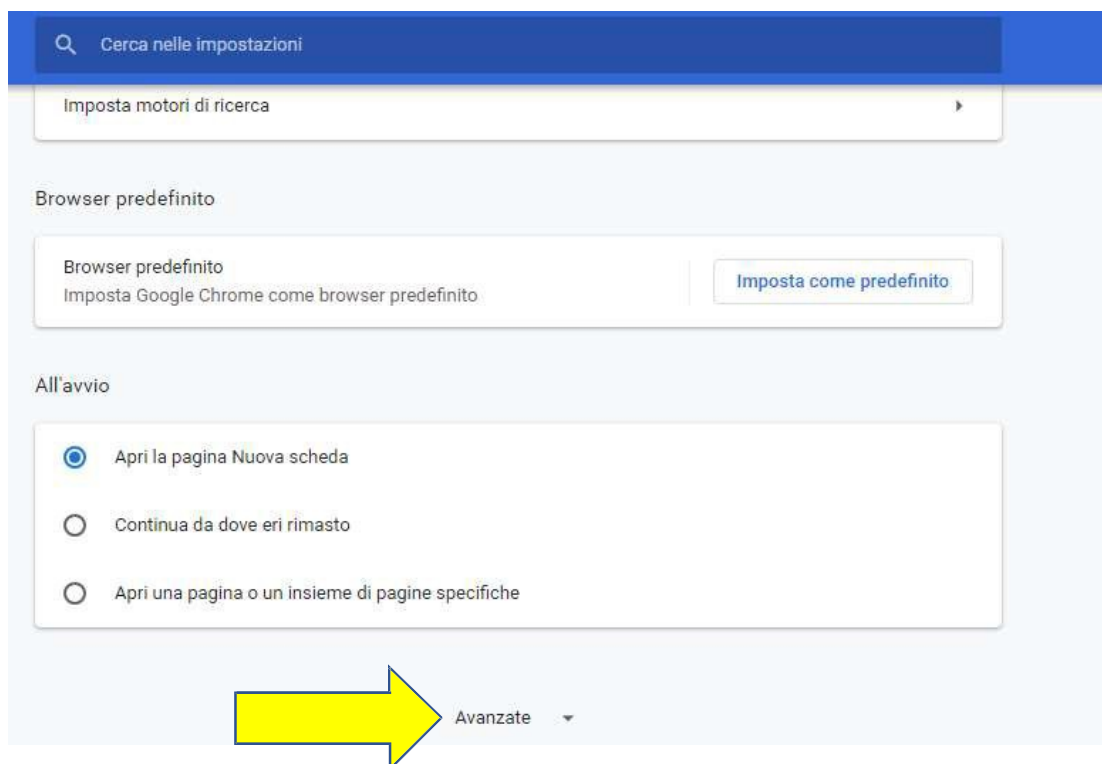 Cerca nelle impostazioni
Imposta motori di ricerca
Browser predefinito
Browser predefinito
Imposta Google Chrome come browser predefinito
Imposta come predefinito
All'avvio
Apri la pagina Nuova scheda
Continua da dove eri rimasto
Apri una pagina o un insieme di pagine specifiche
Avanzate